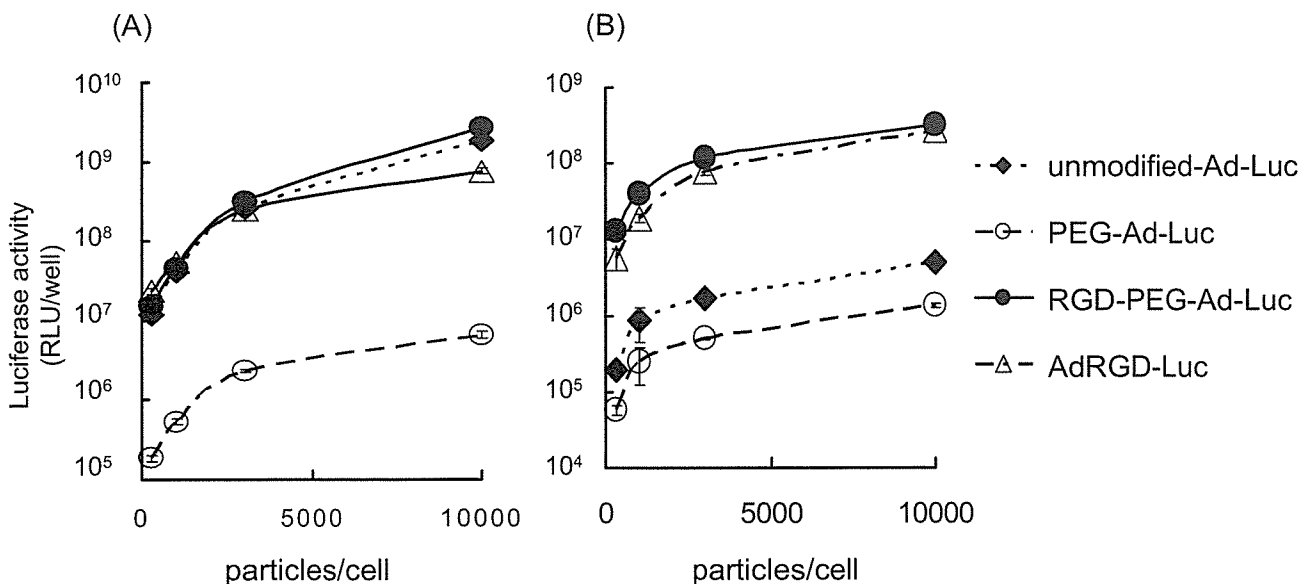 (A)
(B)
Luciferase activity
(RLU/well)
10^10
10^9
10^8
10^7
10^6
10^5
0
5000
10000
particles/cell
10^9
10^8
10^7
10^6
10^5
10^4
0
5000
10000
particles/cell
unmodified-Ad-Luc
PEG-Ad-Luc
RGD-PEG-Ad-Luc
AdRGD-Luc